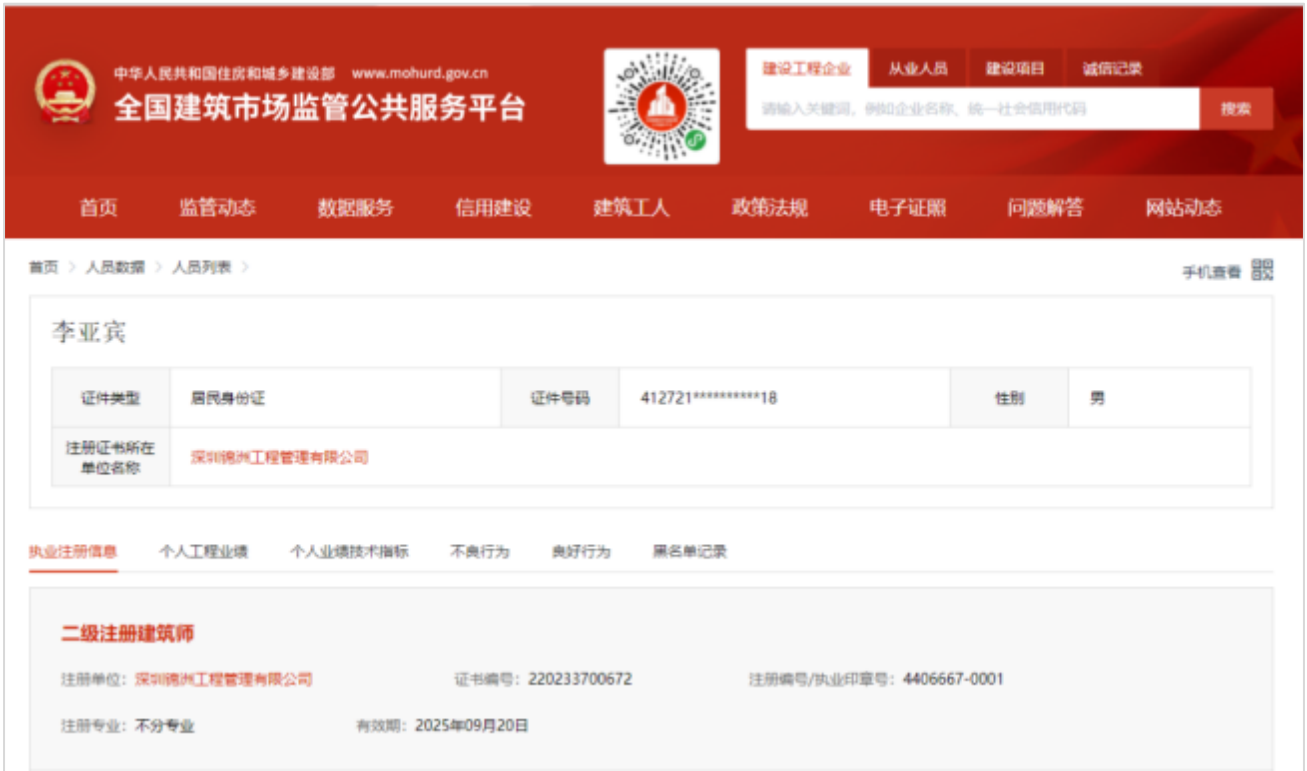 中华人民共和国住房和城乡建设部 www.mohurd.gov.cn
全国建筑市场监管公共服务平台
建设工程企业 从业人员 建设项目 诚信记录
请输入关键词，例如企业名称、统一社会信用代码 搜索
首页 监管动态 数据服务 信用建设 建筑工人 政策法规 电子证照 问题解答 网站动态
首页 > 人员数据 > 人员列表 >
手机查看
李亚宾
证件类型 居民身份证 证件号码 412721**********18 性别 男
注册证书所在
单位名称
深圳锦洲工程管理有限公司
执业注册信息 个人工程业绩 个人业绩技术指标 不良行为 良好行为 黑名单记录
二级注册建筑师
注册单位：深圳锦洲工程管理有限公司 证书编号：220233700672 注册编号/执业印章号：4406667-0001
注册专业：不分专业 有效期：2025年09月20日